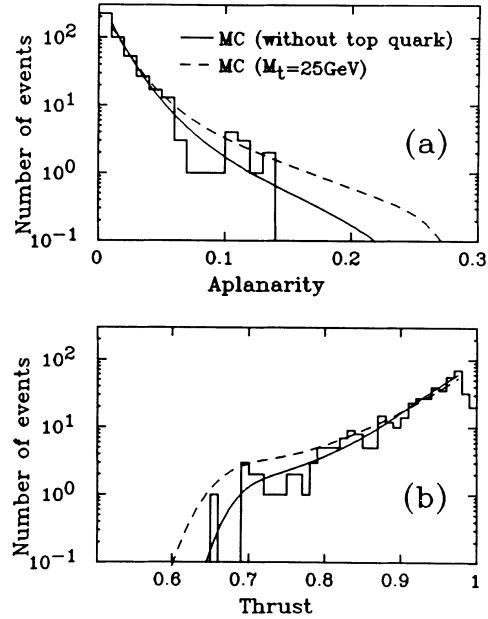 Number of events
10²
10¹
10⁰
10⁻¹
MC (without top quark)
MC (Mₜ=25GeV)
(a)
0
0.1
0.2
0.3
Aplanarity
Number of events
10²
10¹
10⁰
10⁻¹
(b)
0.6
0.7
0.8
0.9
1
Thrust